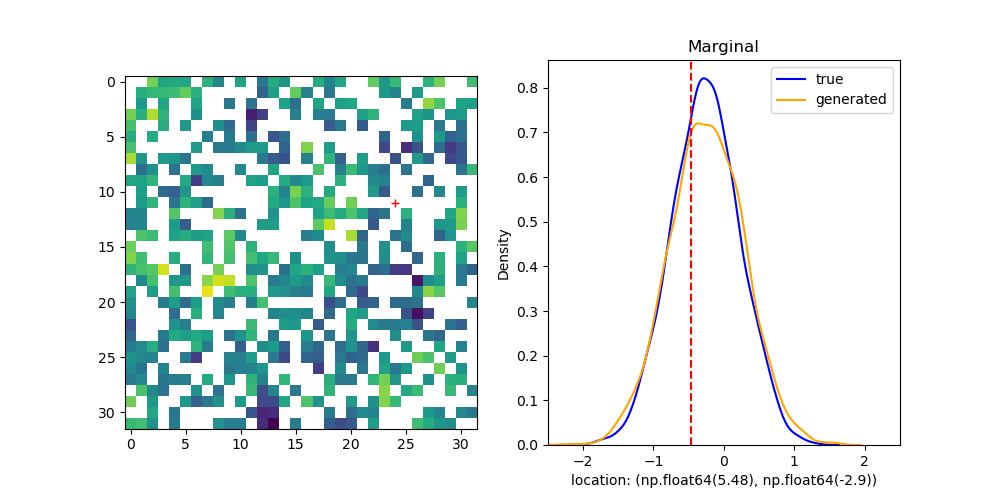 0
5
10
15
20
25
30
0 5 10 15 20 25 30
Marginal
true
generated
Density
0.8
0.7
0.6
0.5
0.4
0.3
0.2
0.1
0.0
−2 −1 0 1 2
location: (np.float64(5.48), np.float64(-2.9))